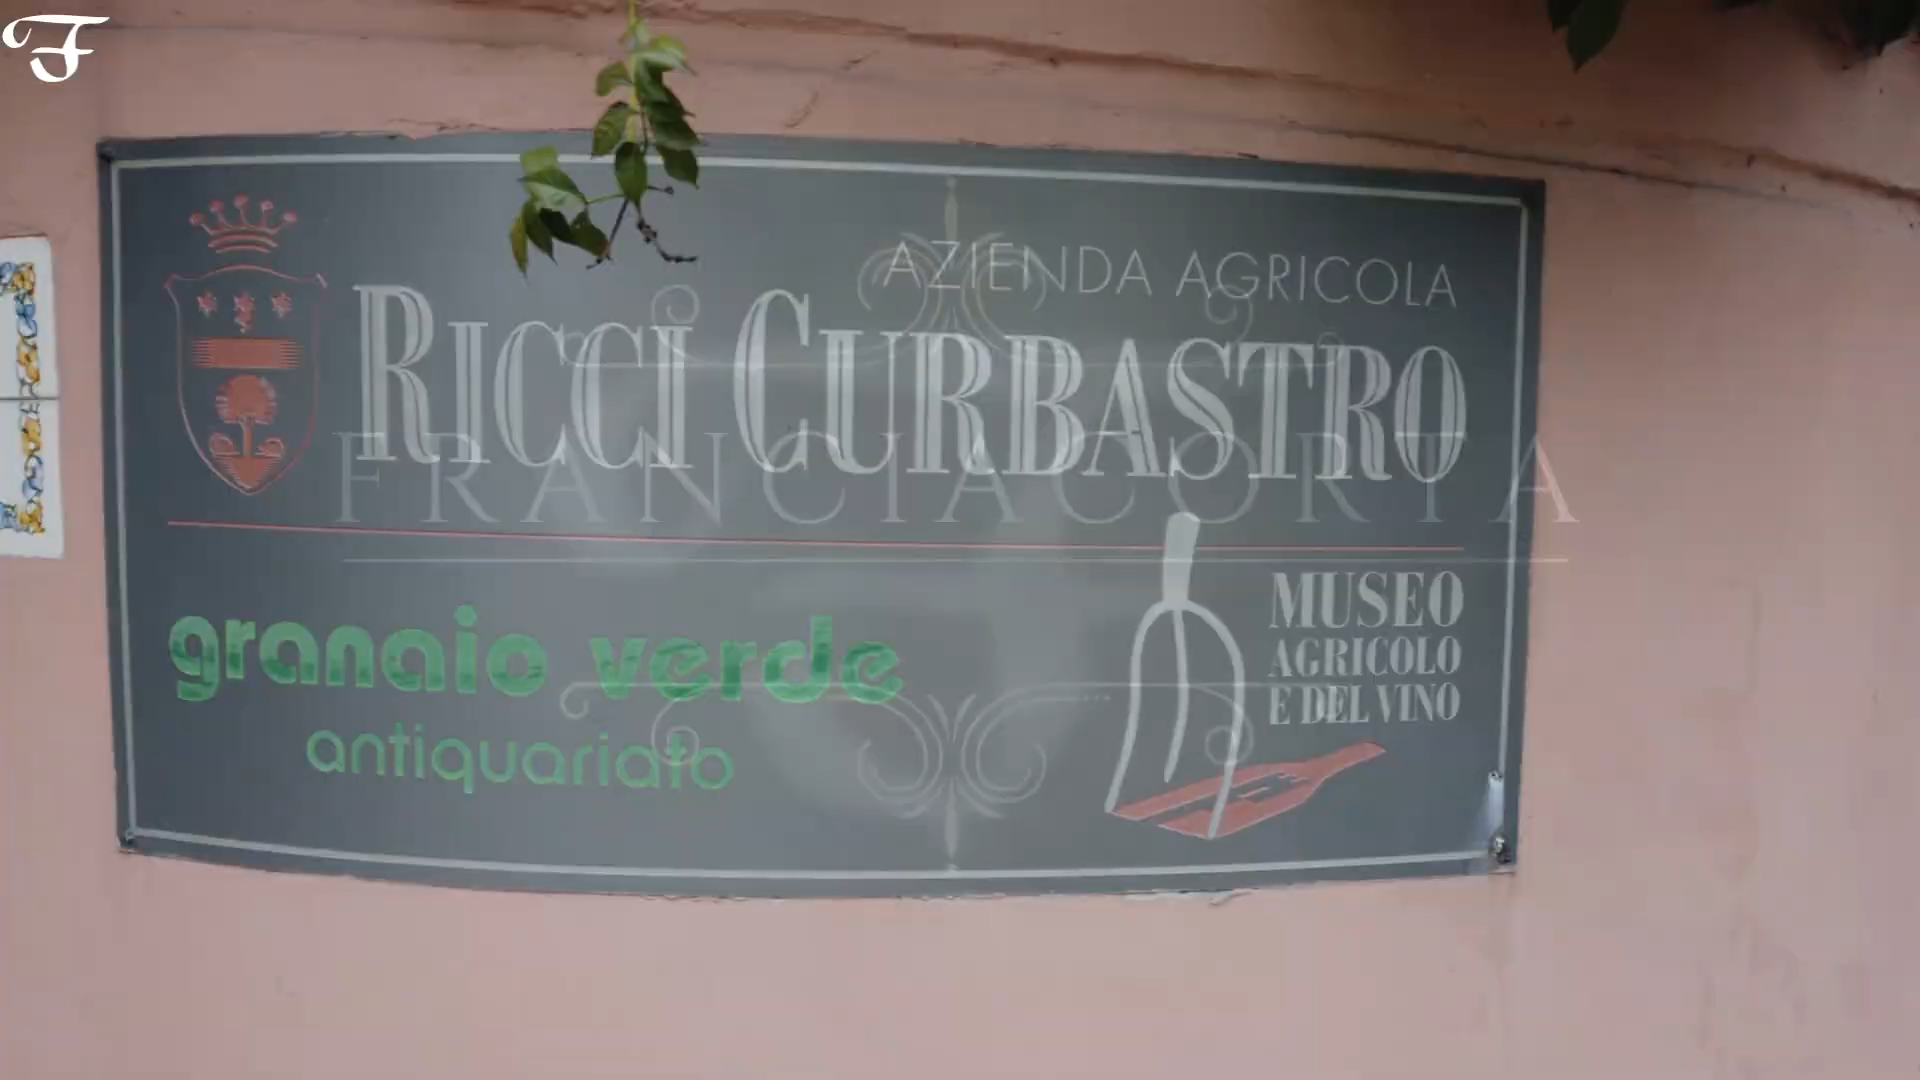 F
AZIENDA AGRICOLA
RICCI CURBASTRO
FRANCIACORTA
granaio verde
antiquariato
MUSEO
AGRICOLO
E DEL VINO